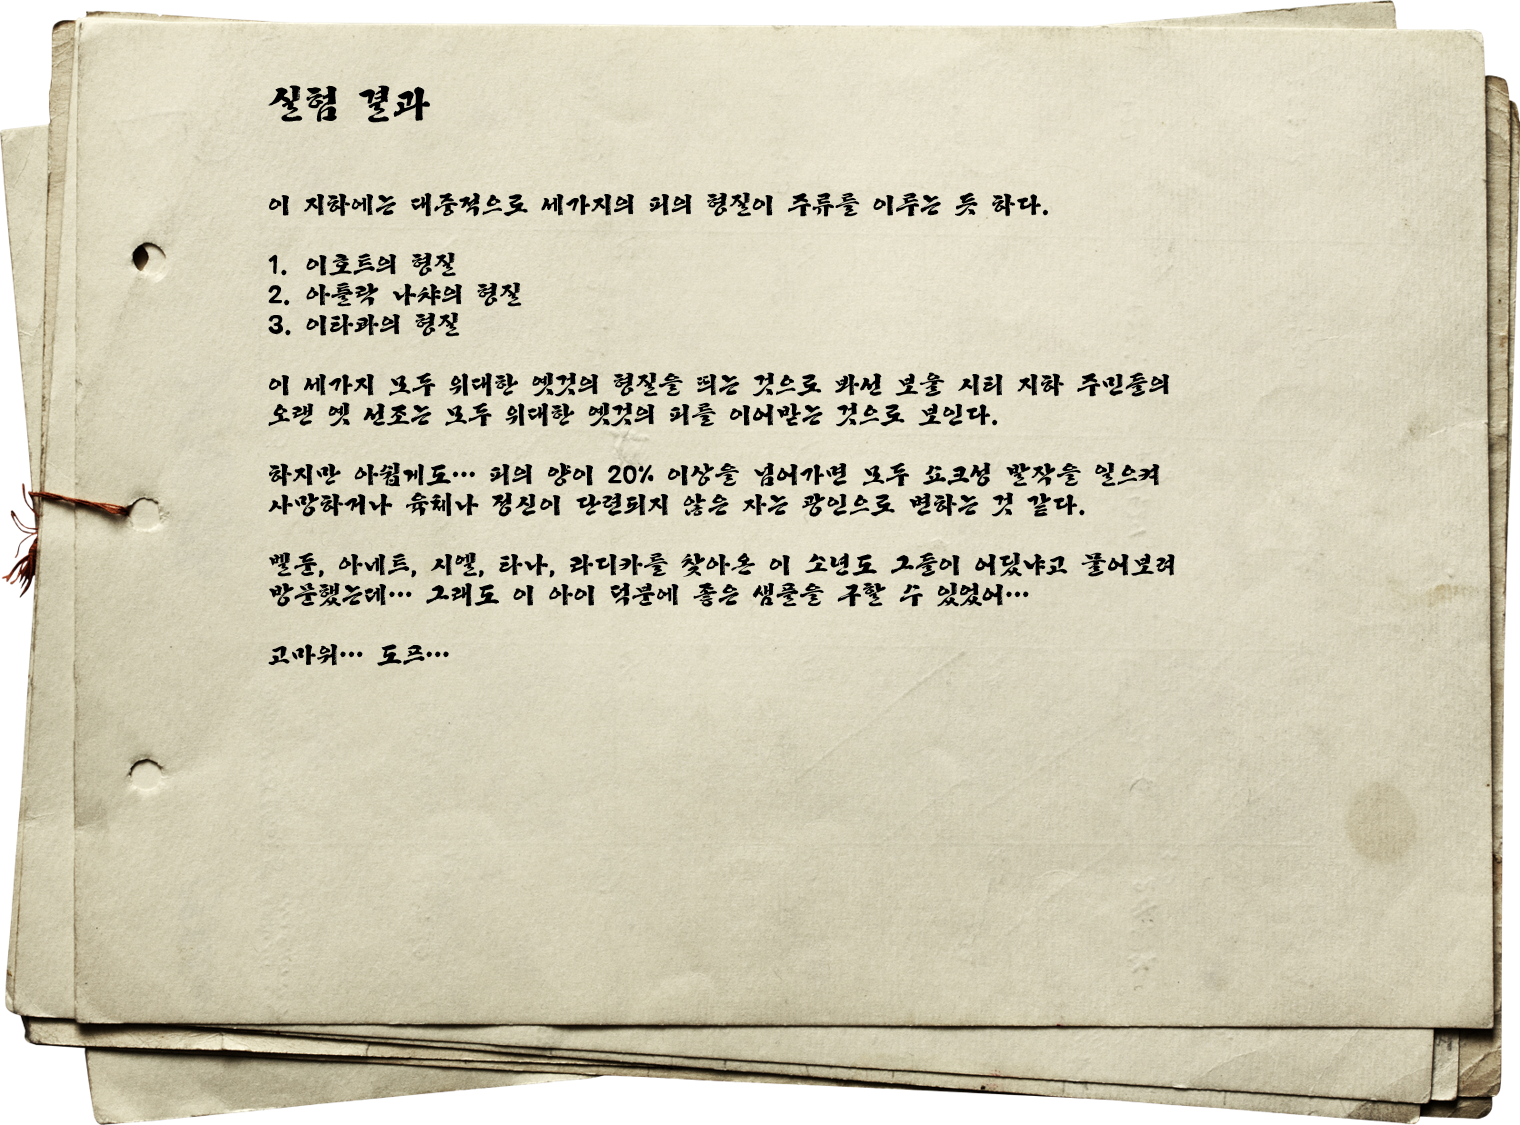 실험 결과
이 지하에는 대중적으로 세가지의 피의 형질이 주류를 이루는 듯 하다.
1. 이호트의 형질
2. 아틀락 나챠의 형질
3. 이타콰의 형질
이 세가지 모두 위대한 옛것의 형질을 띄는 것으로 봐선 보울 시티 지하 주민들의
오랜 옛 선조는 모두 위대한 옛것의 피를 이어받는 것으로 보인다.
하지만 아쉽게도… 피의 양이 20% 이상을 넘어가면 모두 쇼크성 발작을 일으켜
사망하거나 육체나 정신이 단련되지 않은 자는 광인으로 변하는 것 같다.
멜둔, 아네트, 시엘, 타냐, 라디카를 찾아온 이 소년도 그들이 어딨냐고 물어보려
방문했는데… 그래도 이 아이 덕분에 좋은 샘플을 구할 수 있었어…
고마워… 도프…